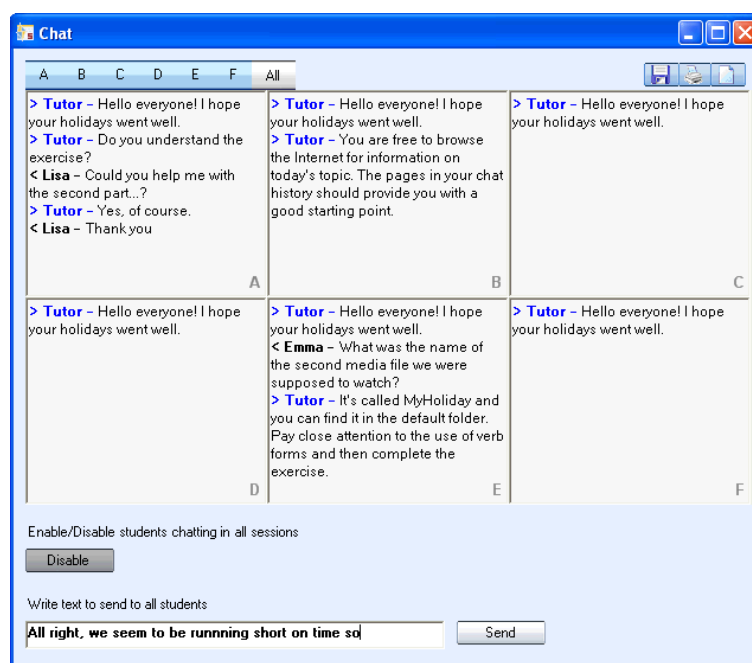 Chat
A B C D E F All
> Tutor – Hello everyone! I hope
your holidays went well.
> Tutor – Do you understand the
exercise?
< Lisa – Could you help me with
the second part...?
> Tutor – Yes, of course.
< Lisa – Thank you
A
> Tutor – Hello everyone! I hope
your holidays went well.
> Tutor – You are free to browse
the Internet for information on
today's topic. The pages in your chat
history should provide you with a
good starting point.
B
> Tutor – Hello everyone! I hope
your holidays went well.
C
> Tutor – Hello everyone! I hope
your holidays went well.
D
> Tutor – Hello everyone! I hope
your holidays went well.
< Emma – What was the name of
the second media file we were
supposed to watch?
> Tutor – It's called MyHoliday and
you can find it in the default folder.
Pay close attention to the use of verb
forms and then complete the
exercise.
E
> Tutor – Hello everyone! I hope
your holidays went well.
F
Enable/Disable students chatting in all sessions
Disable
Write text to send to all students
All right, we seem to be runnning short on time so
Send